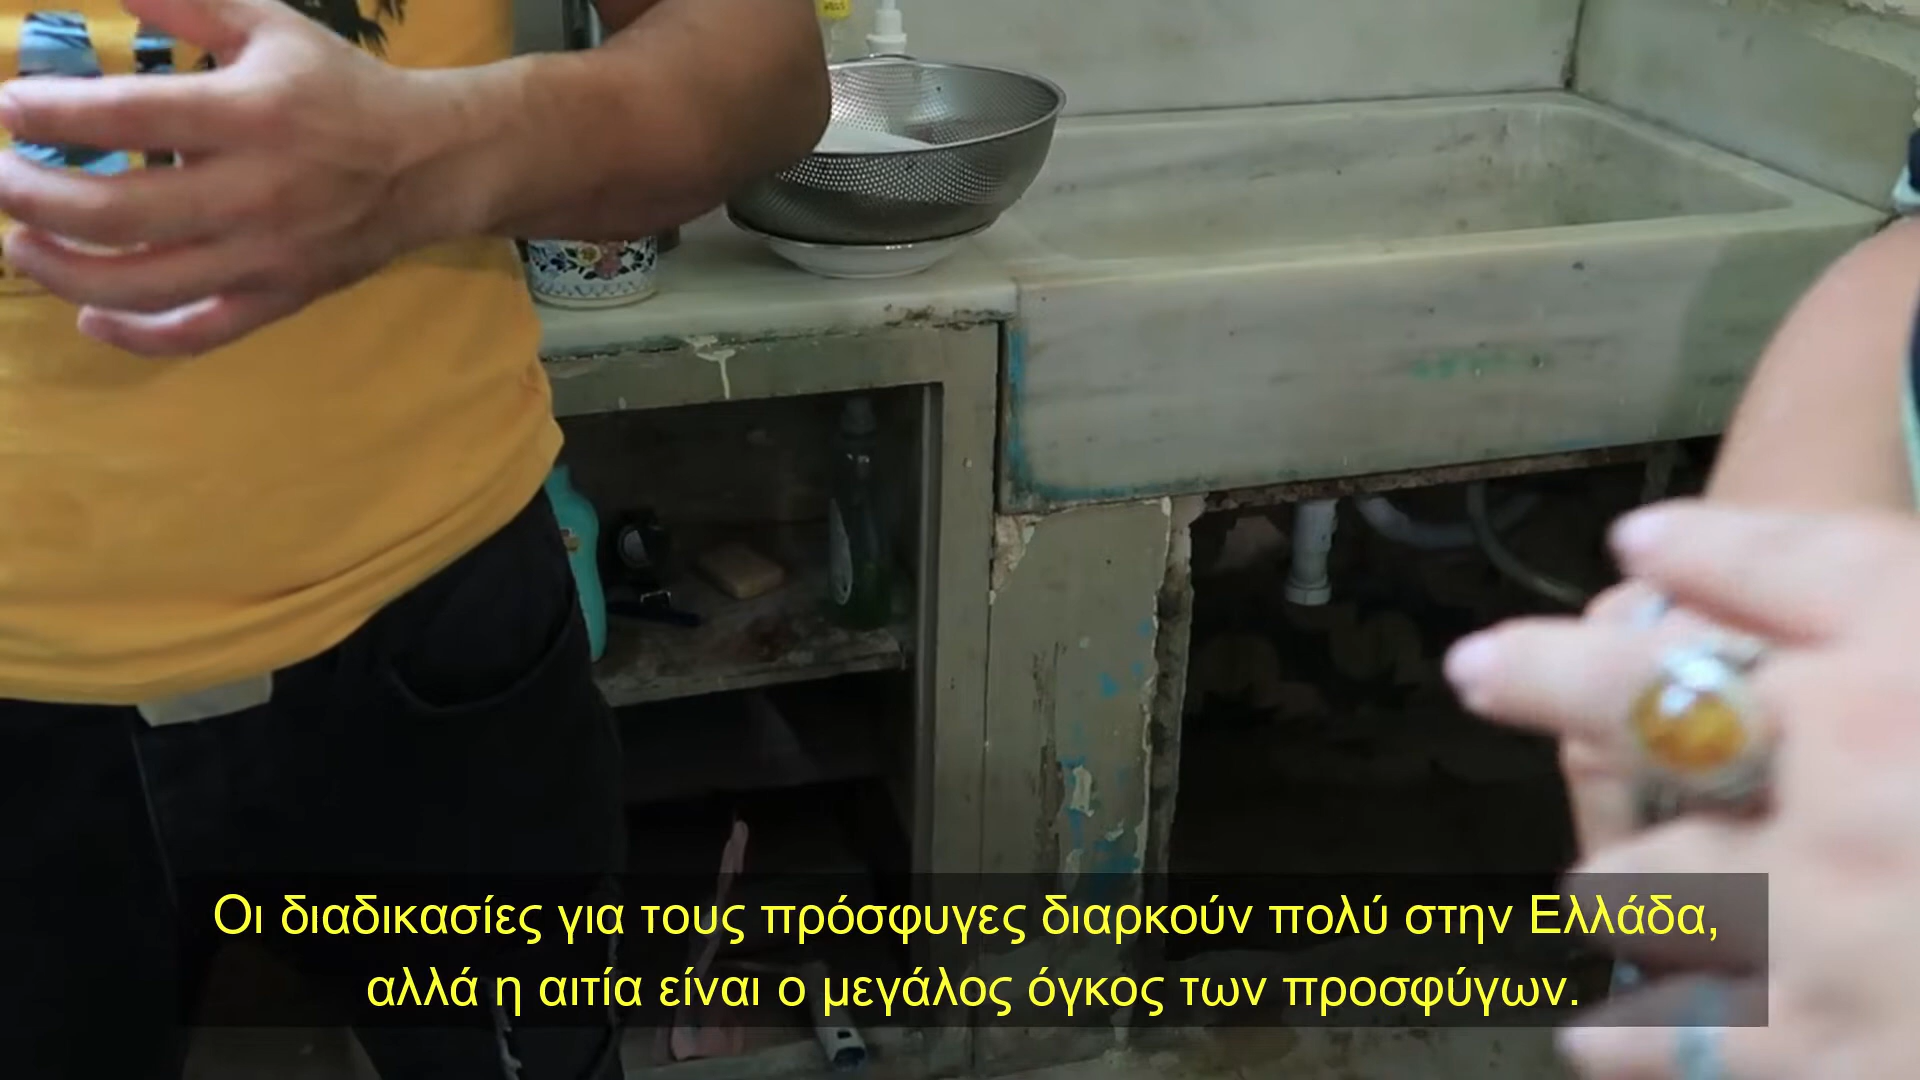 Οι διαδικασίες για τους πρόσφυγες διαρκούν πολύ στην Ελλάδα,
αλλά η αιτία είναι ο μεγάλος όγκος των προσφύγων.